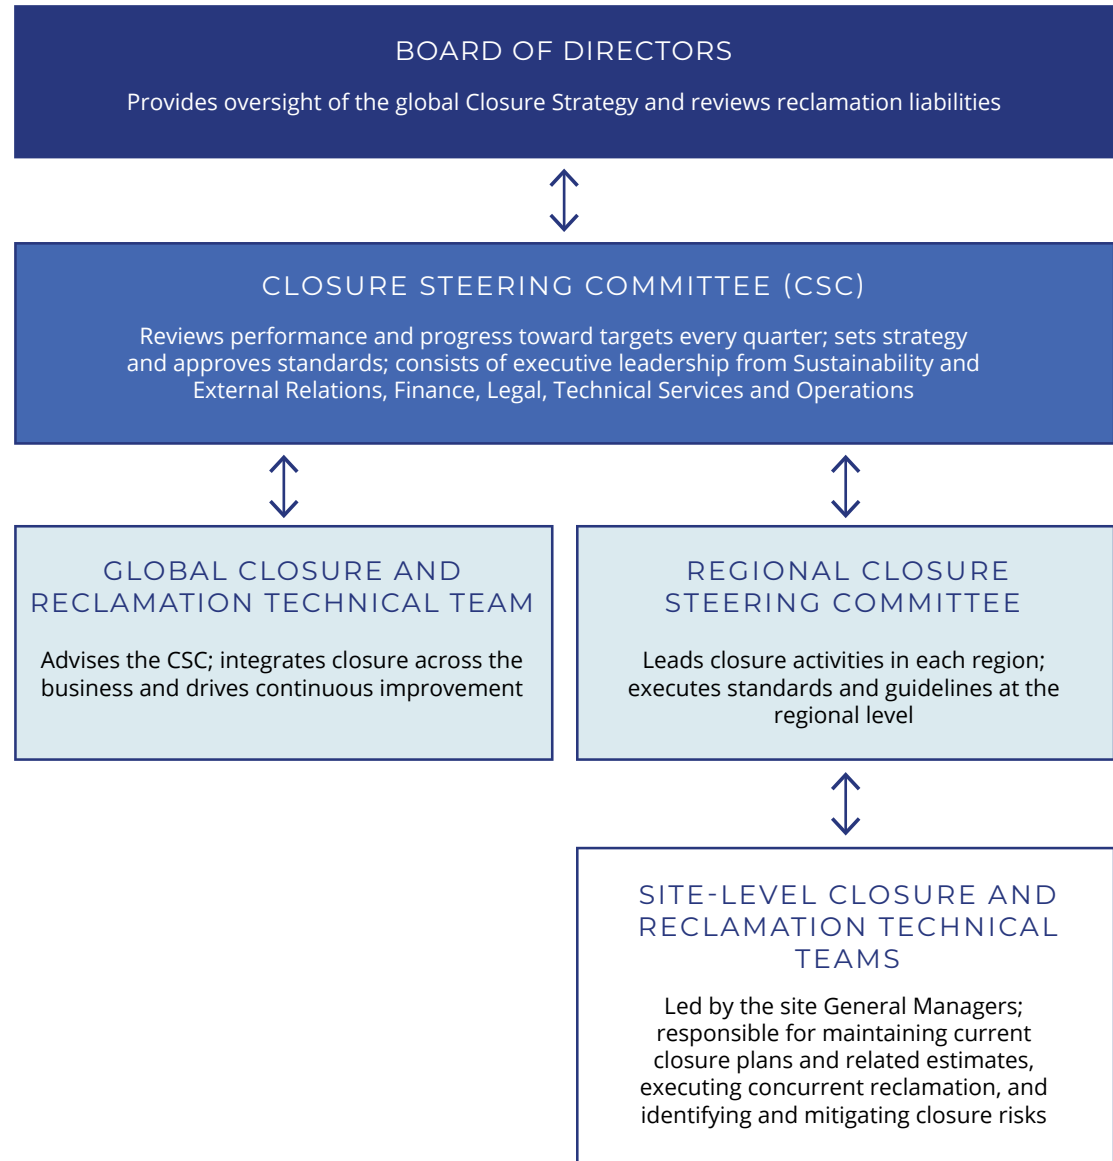 BOARD OF DIRECTORS
Provides oversight of the global Closure Strategy and reviews reclamation liabilities
CLOSURE STEERING COMMITTEE (CSC)
Reviews performance and progress toward targets every quarter; sets strategy
and approves standards; consists of executive leadership from Sustainability and
External Relations, Finance, Legal, Technical Services and Operations
GLOBAL CLOSURE AND
RECLAMATION TECHNICAL TEAM
Advises the CSC; integrates closure across the
business and drives continuous improvement
REGIONAL CLOSURE
STEERING COMMITTEE
Leads closure activities in each region;
executes standards and guidelines at the
regional level
SITE-LEVEL CLOSURE AND
RECLAMATION TECHNICAL
TEAMS
Led by the site General Managers;
responsible for maintaining current
closure plans and related estimates,
executing concurrent reclamation, and
identifying and mitigating closure risks